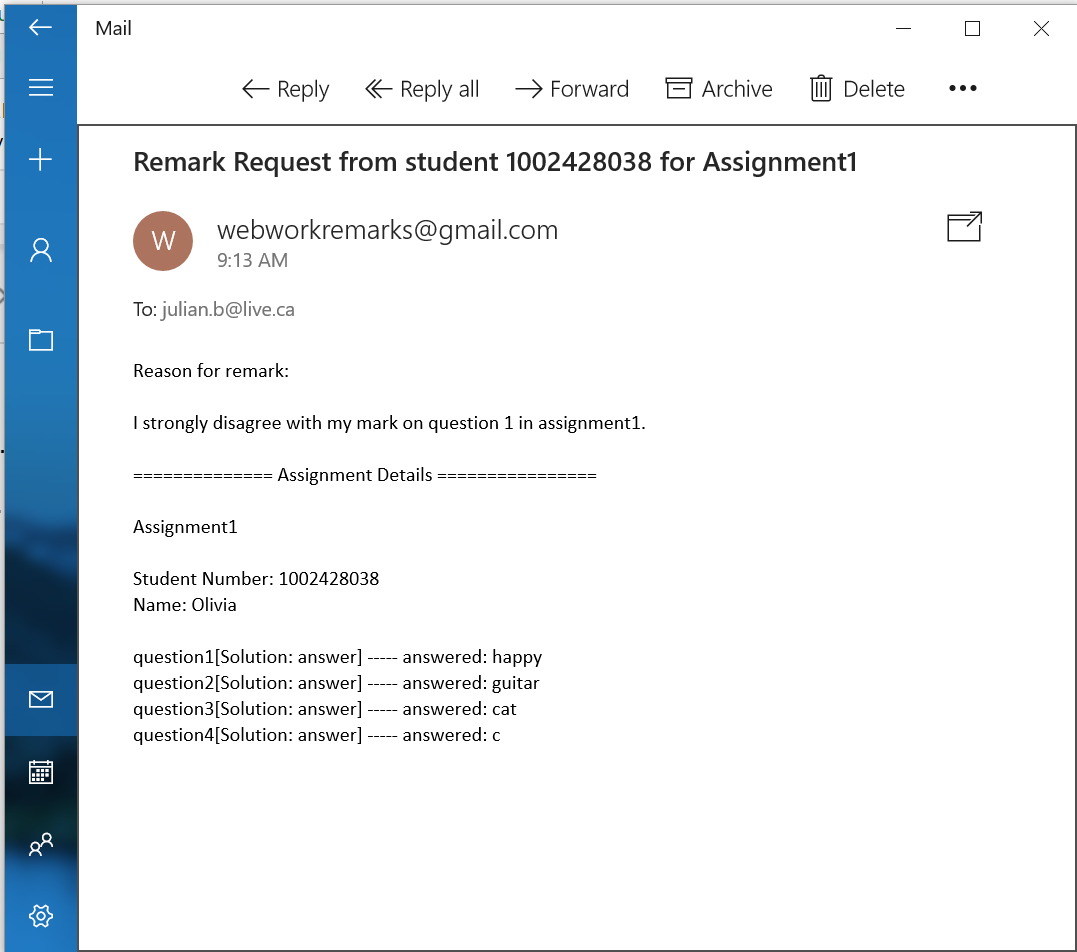 Mail
Reply Reply all Forward Archive Delete
Remark Request from student 1002428038 for Assignment1
W
webworkremarks@gmail.com
9:13 AM
To: julian.b@live.ca
Reason for remark:
I strongly disagree with my mark on question 1 in assignment1.
============== Assignment Details ================
Assignment1
Student Number: 1002428038
Name: Olivia
question1[Solution: answer] ----- answered: happy
question2[Solution: answer] ----- answered: guitar
question3[Solution: answer] ----- answered: cat
question4[Solution: answer] ----- answered: c